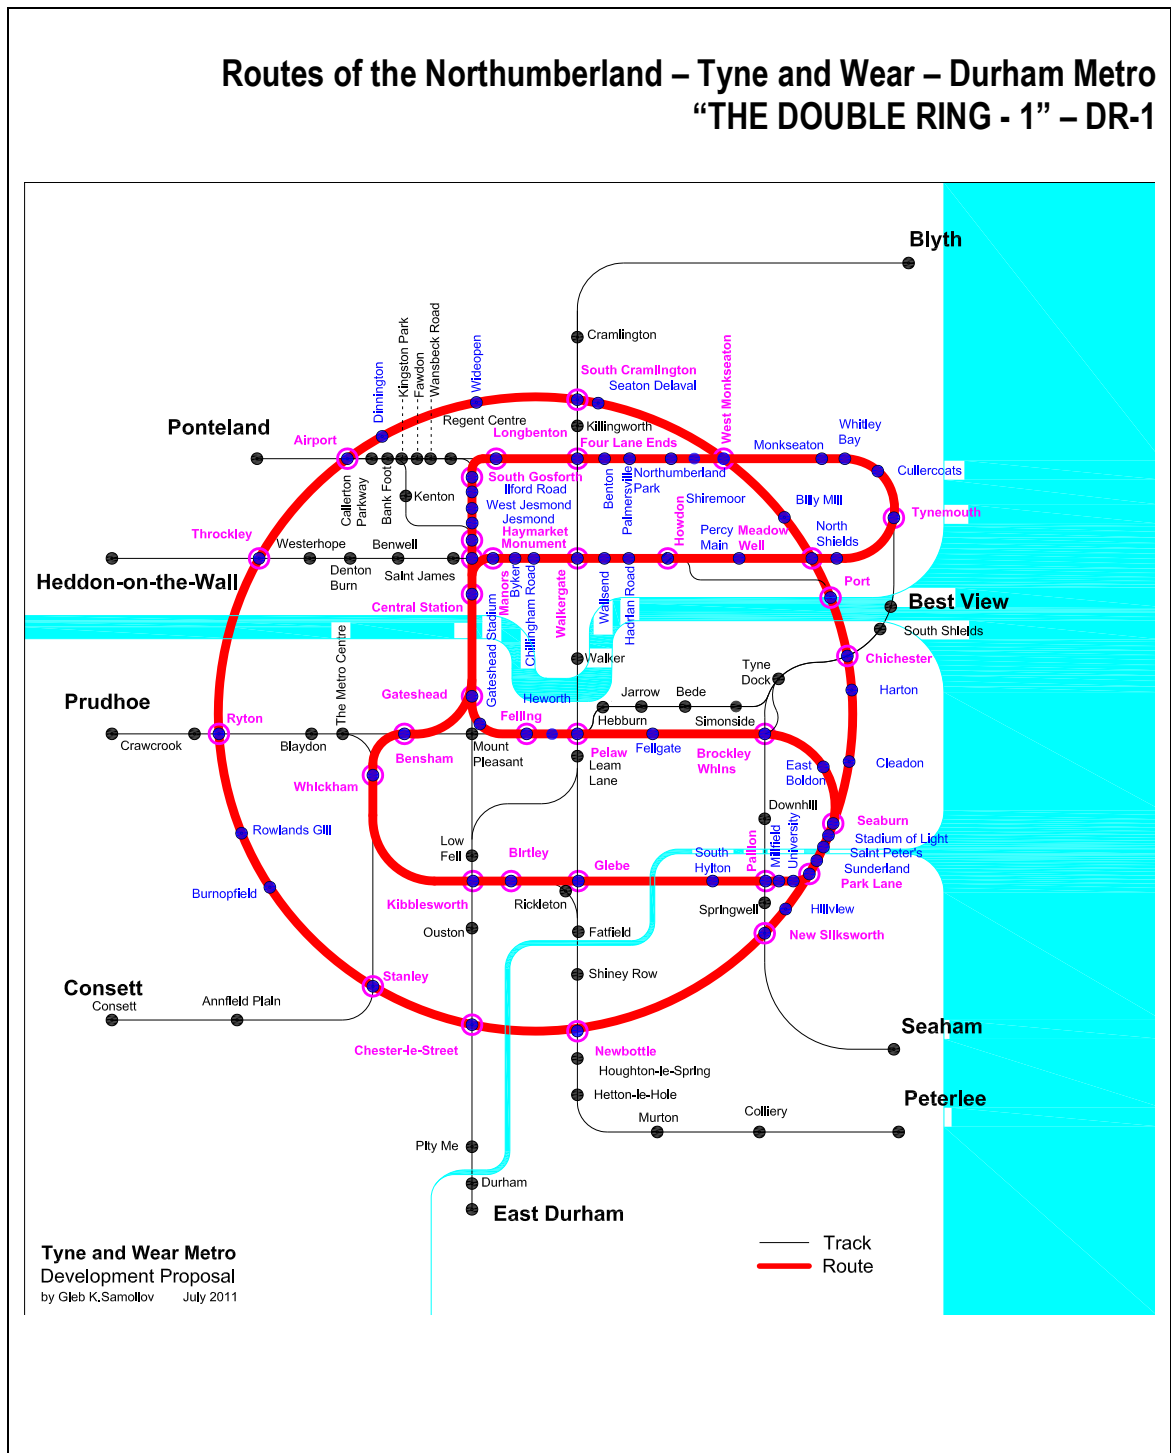 Routes of the Northumberland – Tyne and Wear – Durham Metro
“THE DOUBLE RING - 1” – DR-1
Blyth
Cramlington
South Cramlington
Seaton Delaval
Killingworth
Wideopen
Dinnington
Kingston Park
Fawdon
Wansbeck Road
Regent Centre
Ponteland
Airport
Longbenton
Four Lane Ends
West Monkseaton
Monkseaton
Whitley
Bay
Cullercoats
Callerton
Parkway
Bank Foot
Kenton
South Gosforth
Ilford Road
West Jesmond
Jesmond
Haymarket
Monument
Benton
Palmersville
Northumberland
Park
Shiremoor
Billy Mill
Tynemouth
Howdon
Percy
Main
Meadow
Well
North
Shields
Throckley
Westerhope
Denton
Burn
Benwell
Saint James
Heddon-on-the-Wall
Central Station
Manors
Byker
Chillingham Road
Walkergate
Wallsend
Hadrian Road
Port
Best View
South Shields
Gateshead Stadium
Walker
Tyne
Dock
Chichester
Harton
Prudhoe
Crawcrook
Ryton
Blaydon
The Metro Centre
Gateshead
Bensham
Mount
Pleasant
Felling
Heworth
Hebburn
Jarrow
Bede
Simonside
Pelaw
Leam
Lane
Fellgate
Brockley
Whins
East
Boldon
Cleadon
Whickham
Rowlands Gill
Burnopfield
Low
Fell
Birtley
Glebe
South
Hylton
Downhill
Pallion
Millfield
University
Seaburn
Stadium of Light
Saint Peter's
Sunderland
Park Lane
Kibblesworth
Rickleton
Springwell
Hillview
Ouston
Fatfield
New Silksworth
Shiney Row
Stanley
Consett
Consett
Annfield Plain
Chester-le-Street
Newbottle
Houghton-le-Spring
Hetton-le-Hole
Seaham
Peterlee
Murton
Colliery
Pity Me
Durham
East Durham
Tyne and Wear Metro
Development Proposal
by Gleb K.Samoilov July 2011
Track
Route